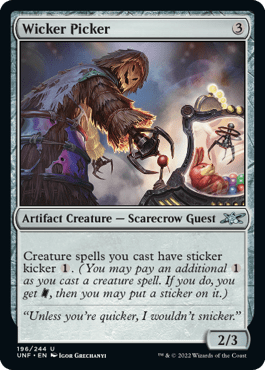 Wicker Picker 3
Artifact Creature — Scarecrow Guest
Creature spells you cast have sticker
kicker 1. (You may pay an additional 1
as you cast a creature spell. If you do, you
get , then you may put a sticker on it.)
"Unless you're quicker, I wouldn't snicker."
2/3
196/244 U
UNF • EN Igor Grechanyi
™ & © 2022 Wizards of the Coast